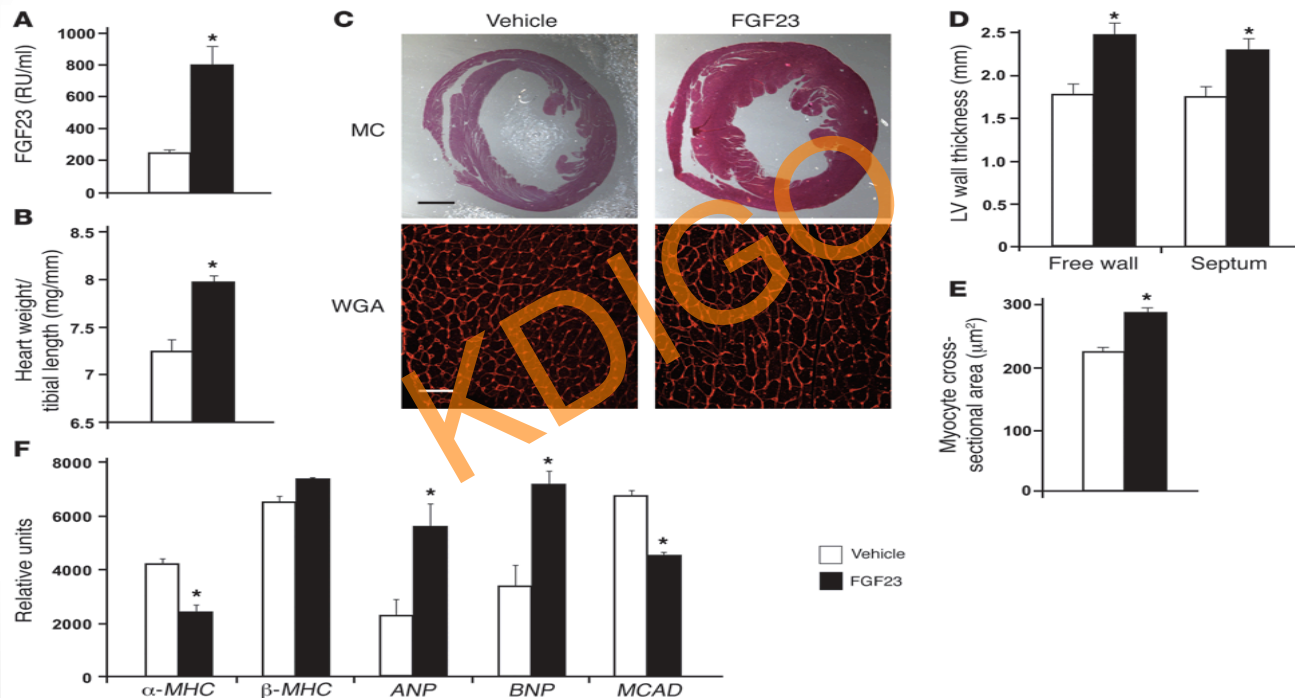 A
FGF23 (RU/ml)
1000
800
600
400
200
0
*
B
Heart weight/
tibial length (mg/mm)
8.5
8
7.5
7
6.5
*
C
Vehicle
FGF23
MC
WGA
KDIGO
D
LV wall thickness (mm)
2.5
2.0
1.5
1.0
0.5
0
*
*
Free wall
Septum
E
Myocyte cross-
sectional area (μm²)
300
200
100
0
*
F
Relative units
8000
6000
4000
2000
0
*
*
*
*
α-MHC
β-MHC
ANP
BNP
MCAD
Vehicle
FGF23